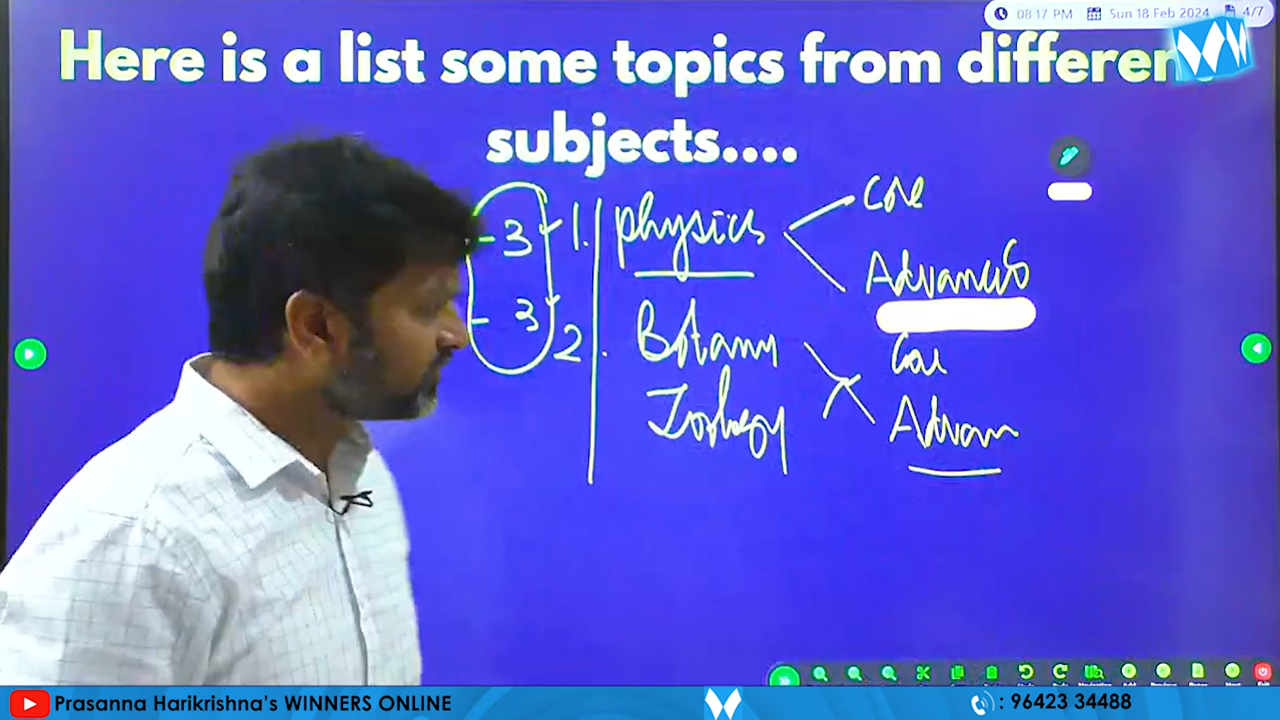 08:17 PM Sun 18 Feb 2024 4/7
Here is a list some topics from different
subjects....
- 3 1. physics Core
Advanced
- 3 2. Botany Core
Zoology Advan
Prasanna Harikrishna's WINNERS ONLINE : 96423 34488